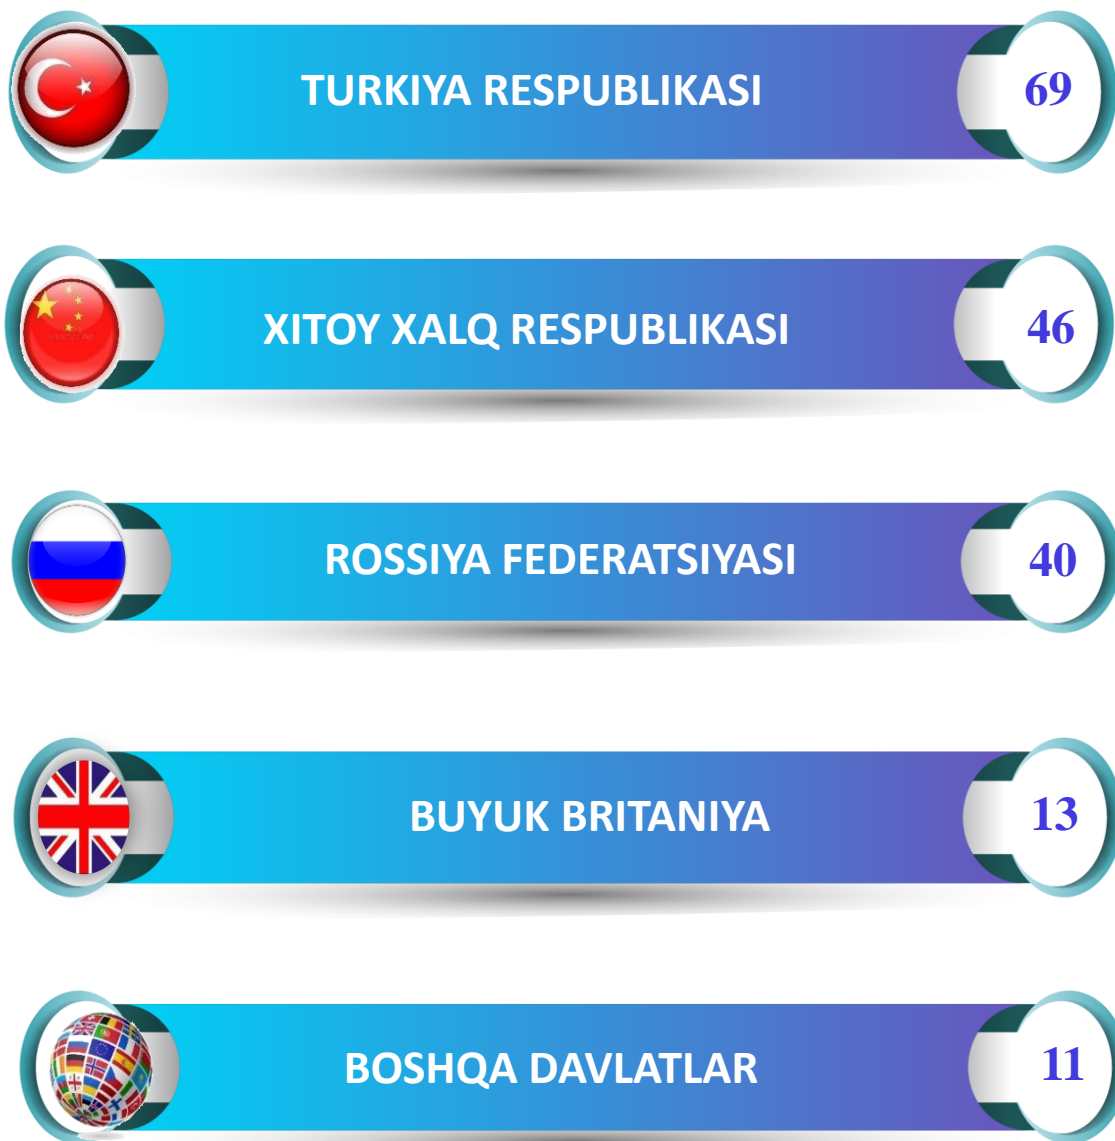 TURKIYA RESPUBLIKASI 69
XITOY XALQ RESPUBLIKASI 46
ROSSIYA FEDERATSIYASI 40
BUYUK BRITANIYA 13
BOSHQA DAVLATLAR 11